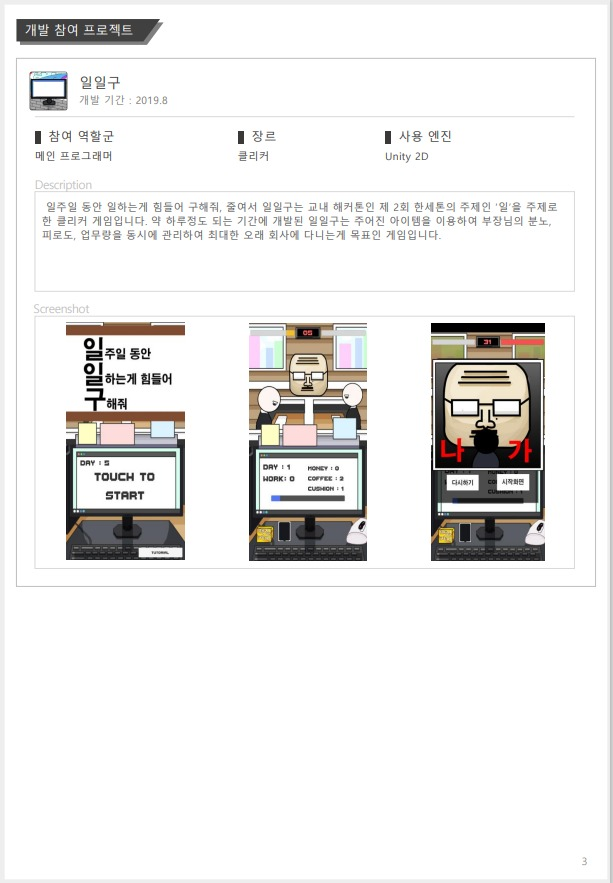 개발 참여 프로젝트
일일구
개발 기간 : 2019.8
참여 역할군
장르
사용 엔진
메인 프로그래머
클리커
Unity 2D
Description
일주일 동안 일하는게 힘들어 구해줘, 줄여서 일일구는 교내 해커톤인 제 2회 한세톤의 주제인 '일'을 주제로
한 클리커 게임입니다. 약 하루정도 되는 기간에 개발된 일일구는 주어진 아이템을 이용하여 부장님의 분노,
피로도, 업무량을 동시에 관리하여 최대한 오래 회사에 다니는게 목표인 게임입니다.
Screenshot
일주일 동안
일하는게 힘들어
구해줘
DAY : 5
TOUCH TO
START
TUTORIAL
05
DAY : 1
WORK: 0
MONEY : 0
COFFEE : 2
CUSHION : 1
31
나 가
다시하기
시작화면
CUSHION : 1
3